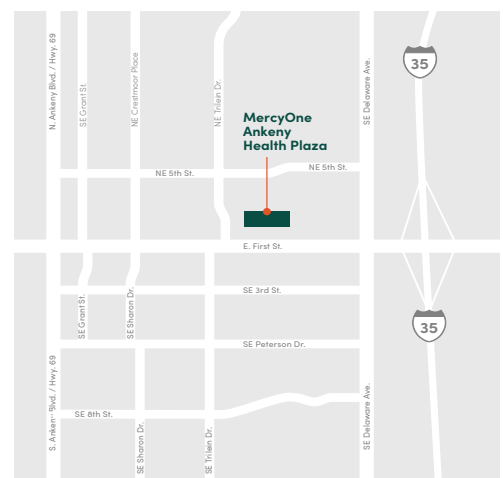 N. Ankeny Blvd. / Hwy. 69
SE Grant St.
NE Crestmoor Place
NE Trilein Dr.
SE Delaware Ave.
35
MercyOne
Ankeny
Health Plaza
NE 5th St.
NE 5th St.
E. First St.
SE Grant St.
SE Sharon Dr.
SE 3rd St.
35
SE Peterson Dr.
S. Ankeny Blvd. / Hwy. 69
SE 8th St.
SE Sharon Dr.
SE Trilein Dr.
SE Delaware Ave.